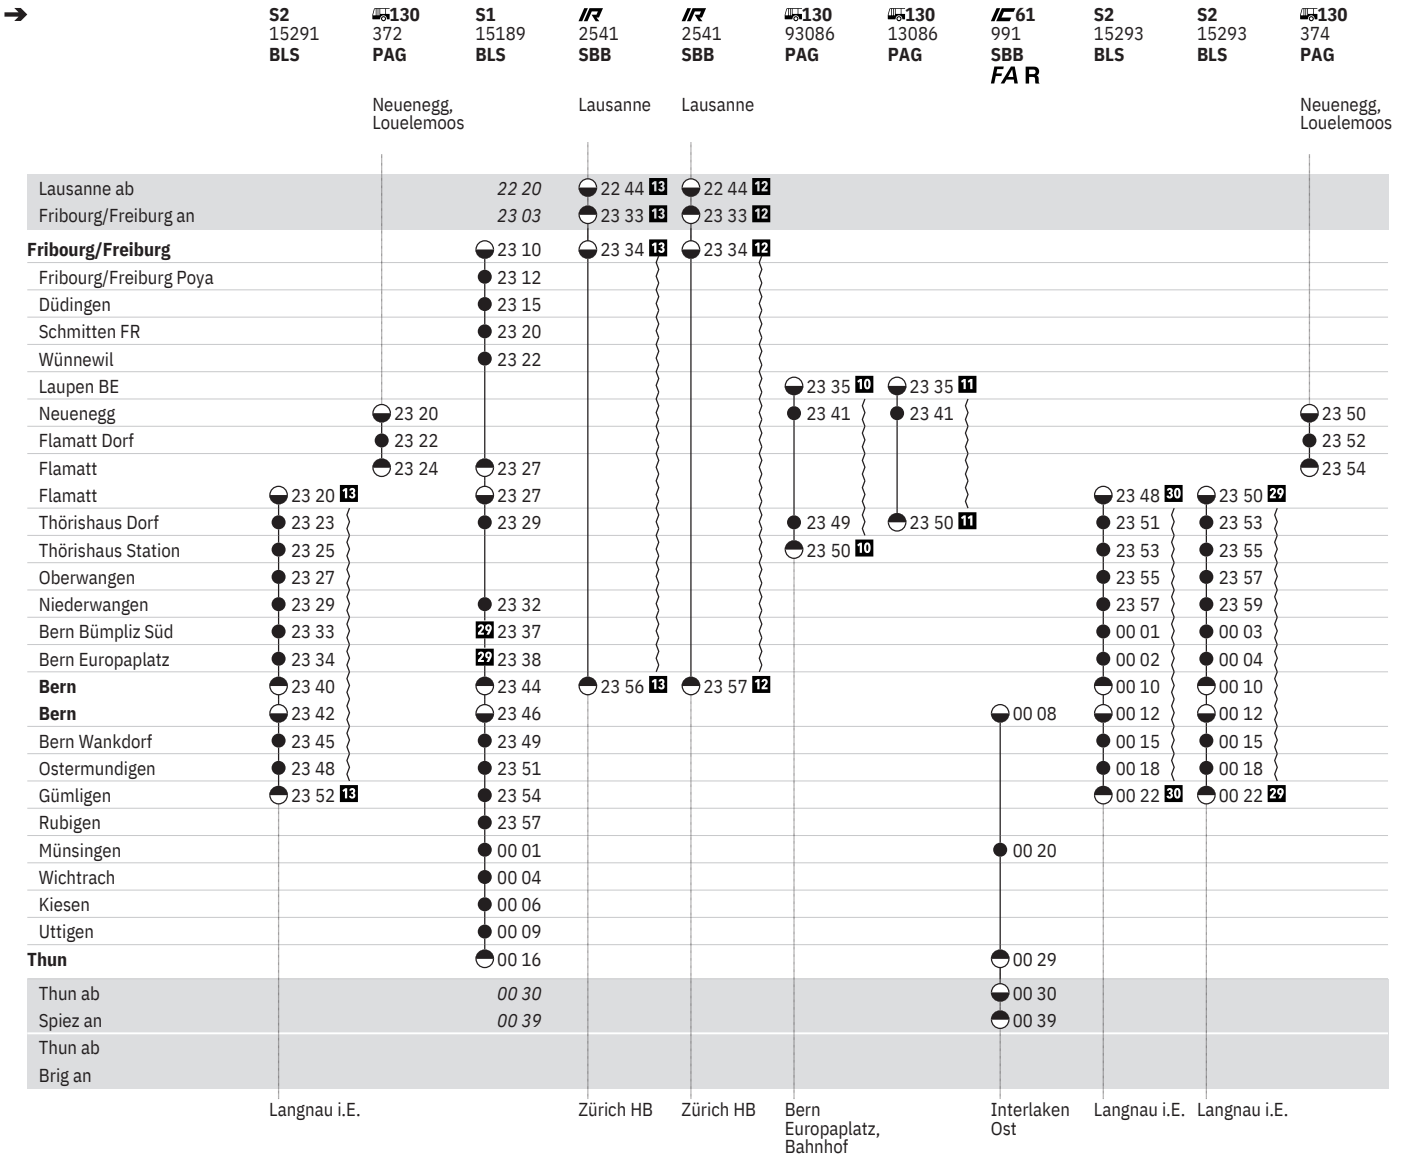 ➔ S2 130 S1 IR IR 130 130 IC 61 S2 S2 130
15291 372 15189 2541 2541 93086 13086 991 15293 15293 374
BLS PAG BLS SBB SBB PAG PAG SBB BLS BLS PAG
FA R
Neuenegg, Lausanne Lausanne Neuenegg,
Louelemoos Louelemoos
Lausanne ab 22 20 22 44 13 22 44 12
Fribourg/Freiburg an 23 03 23 33 13 23 33 12
Fribourg/Freiburg 23 10 23 34 13 23 34 12
Fribourg/Freiburg Poya 23 12
Düdingen 23 15
Schmitten FR 23 20
Wünnewil 23 22
Laupen BE 23 35 10 23 35 11
Neuenegg 23 20 23 41 23 41 23 50
Flamatt Dorf 23 22 23 52
Flamatt 23 24 23 27 23 54
Flamatt 23 20 13 23 27 23 48 30 23 50 29
Thörishaus Dorf 23 23 23 29 23 49 23 50 11 23 51 23 53
Thörishaus Station 23 25 23 50 10 23 53 23 55
Oberwangen 23 27 23 55 23 57
Niederwangen 23 29 23 32 23 57 23 59
Bern Bümpliz Süd 23 33 29 23 37 00 01 00 03
Bern Europaplatz 23 34 29 23 38 00 02 00 04
Bern 23 40 23 44 23 56 13 23 57 12 00 10 00 10
Bern 23 42 23 46 00 08 00 12 00 12
Bern Wankdorf 23 45 23 49 00 15 00 15
Ostermundigen 23 48 23 51 00 18 00 18
Gümligen 23 52 13 23 54 00 22 30 00 22 29
Rubigen 23 57
Münsingen 00 01 00 20
Wichtrach 00 04
Kiesen 00 06
Uttigen 00 09
Thun 00 16 00 29
Thun ab 00 30 00 30
Spiez an 00 39 00 39
Thun ab
Brig an
Langnau i.E. Zürich HB Zürich HB Bern Interlaken Langnau i.E. Langnau i.E.
Europaplatz, Ost
Bahnhof